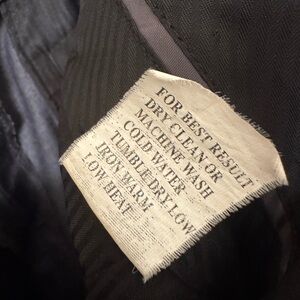 FOR BEST RESULT
DRY CLEAN OR
MACHINE WASH
COLD WATER
TUMBLE DRY LOW
IRON WARM
LOW HEAT